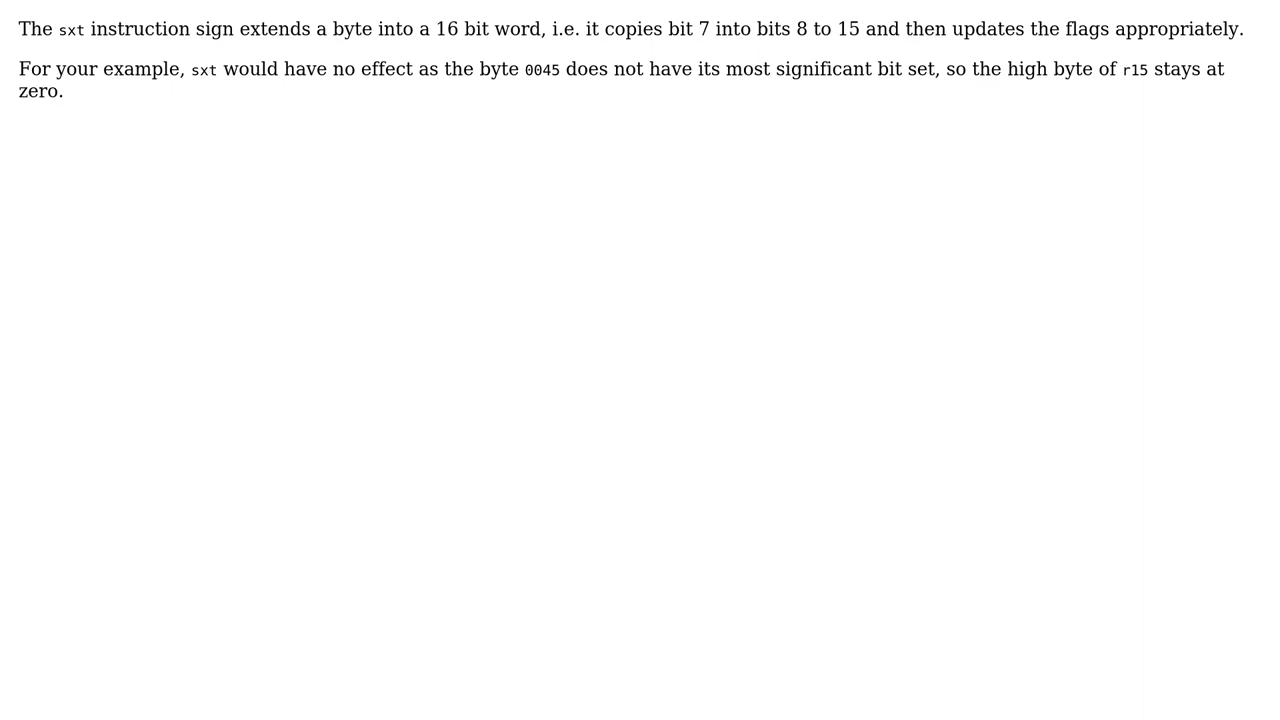 The sxt instruction sign extends a byte into a 16 bit word, i.e. it copies bit 7 into bits 8 to 15 and then updates the flags appropriately.
For your example, sxt would have no effect as the byte 0045 does not have its most significant bit set, so the high byte of r15 stays at
zero.